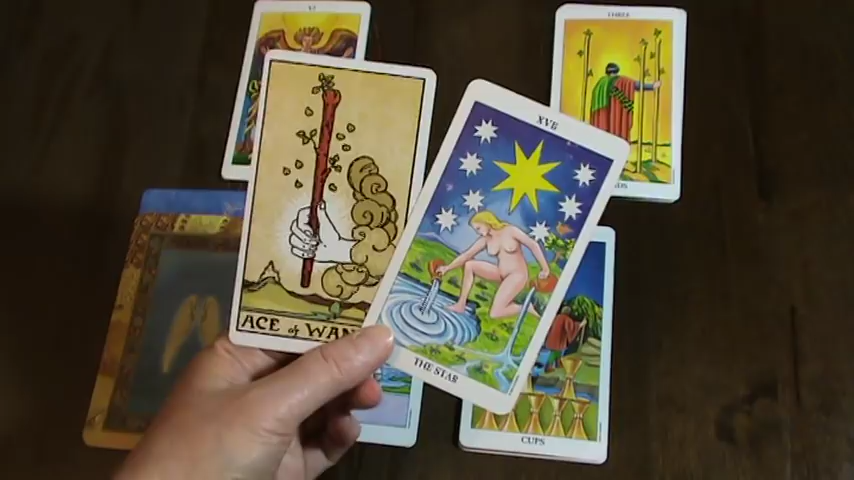 VI
THREE
XVII
ACE of WAN
THE STAR
CUPS